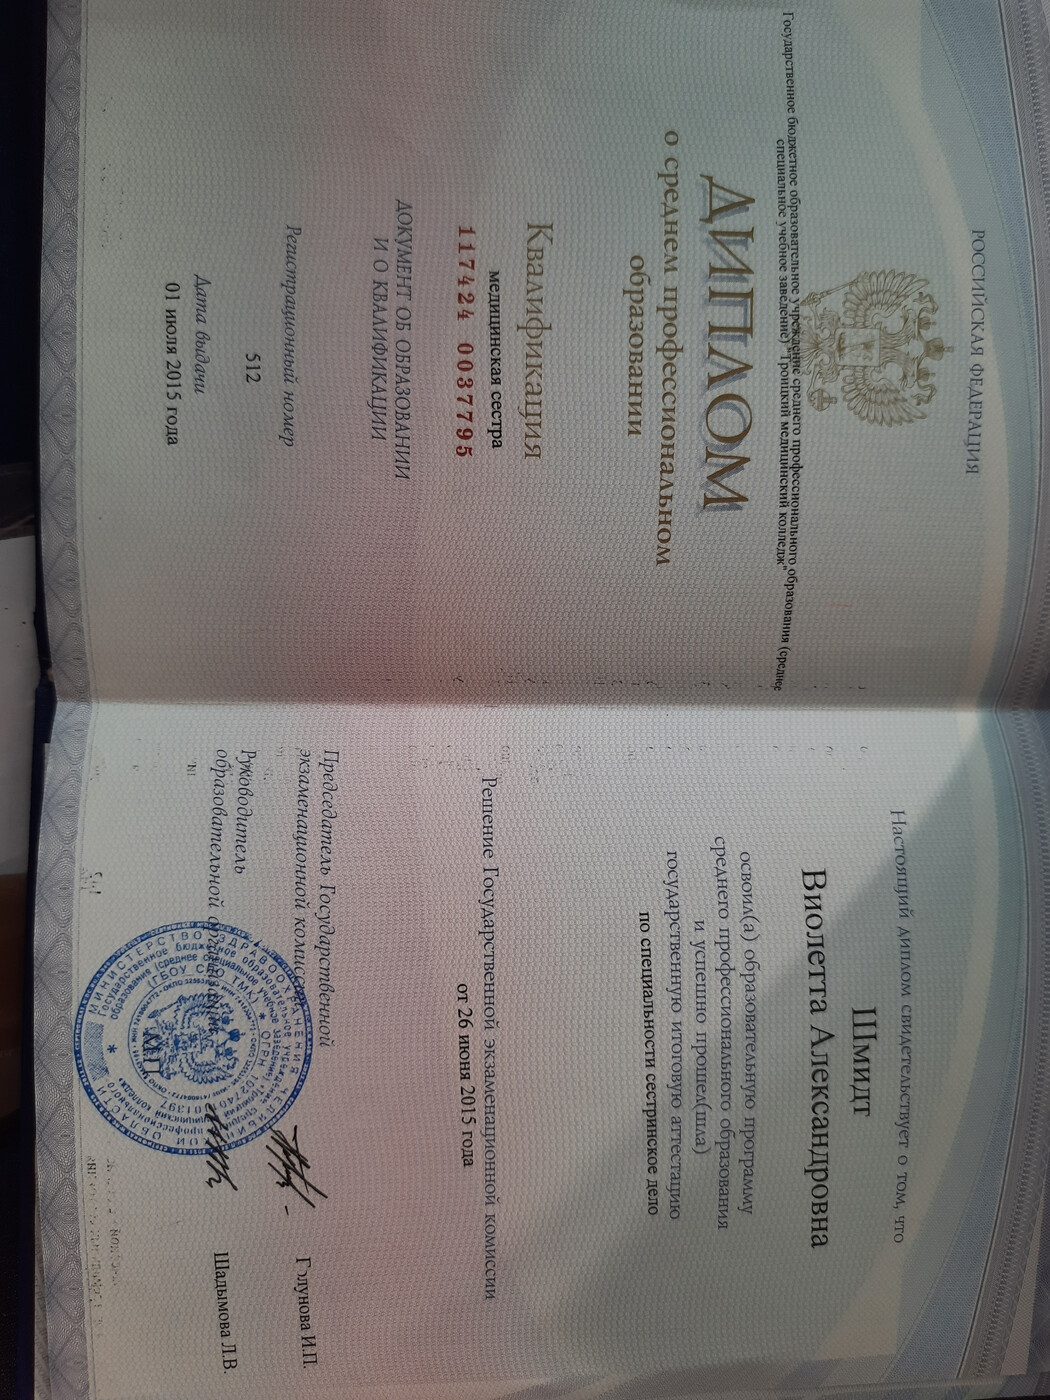 РОССИЙСКАЯ ФЕДЕРАЦИЯ
Государственное бюджетное образовательное учреждение среднего профессионального образования (среднее
специальное учебное заведение) "Троицкий медицинский колледж"
ДИПЛОМ
о среднем профессиональном
образовании
Квалификация
медицинская сестра
117424 0037795
ДОКУМЕНТ ОБ ОБРАЗОВАНИИ
И О КВАЛИФИКАЦИИ
Регистрационный номер
512
Дата выдачи
01 июля 2015 года
Настоящий диплом свидетельствует о том, что
Шмидт
Виолетта Александровна
освоил(а) образовательную программу
среднего профессионального образования
и успешно прошел(шла)
государственную итоговую аттестацию
по специальности сестринское дело
Решение Государственной экзаменационной комиссии
от 26 июня 2015 года
Председатель Государственной
экзаменационной комиссии
Голунова И.П.
Руководитель
образовательной организации
Шадымова Л.В.
М.П.
МИНИСТЕРСТВО ЗДРАВООХРАНЕНИЯ